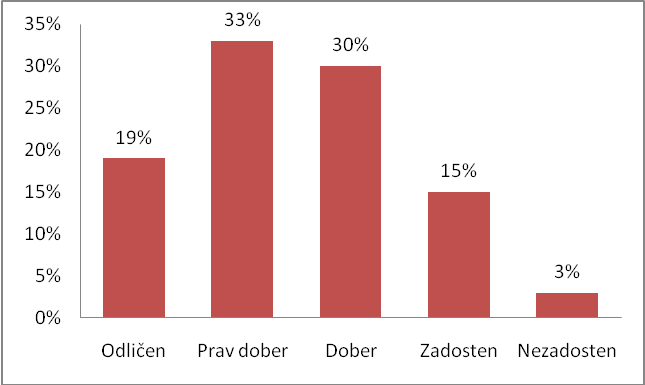 35%
30%
25%
20%
15%
10%
5%
0%
19%
33%
30%
15%
3%
Odličen
Prav dober
Dober
Zadosten
Nezadosten